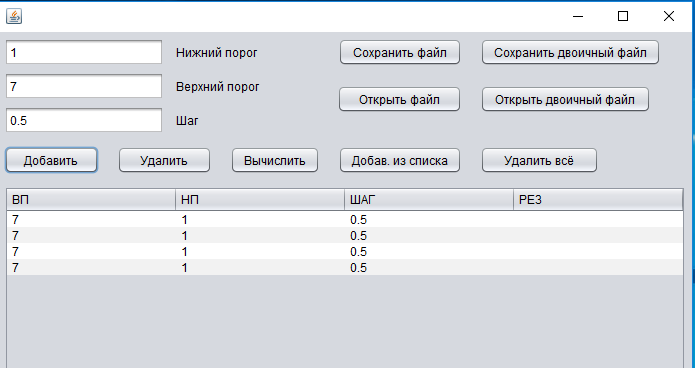 1 Нижний порог Сохранить файл Сохранить двоичный файл
7 Верхний порог
Открыть файл Открыть двоичный файл
0.5 Шаг
Добавить Удалить Вычислить Добав. из списка Удалить всё
ВП НП ШАГ РЕЗ
7 1 0.5
7 1 0.5
7 1 0.5
7 1 0.5